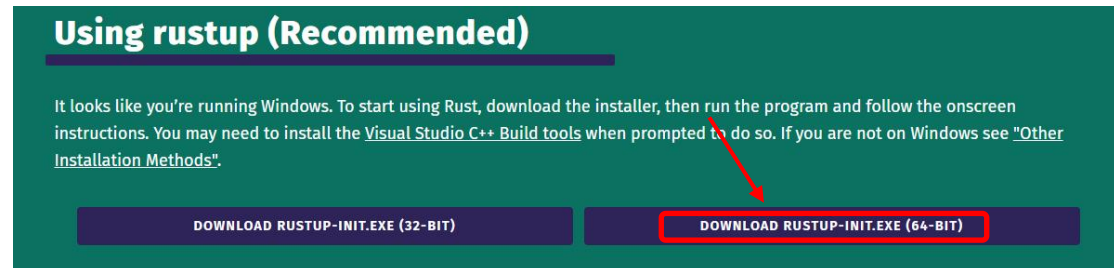 Using rustup (Recommended)
It looks like you’re running Windows. To start using Rust, download the installer, then run the program and follow the onscreen
instructions. You may need to install the Visual Studio C++ Build tools when prompted to do so. If you are not on Windows see "Other
Installation Methods".
DOWNLOAD RUSTUP-INIT.EXE (32-BIT)
DOWNLOAD RUSTUP-INIT.EXE (64-BIT)